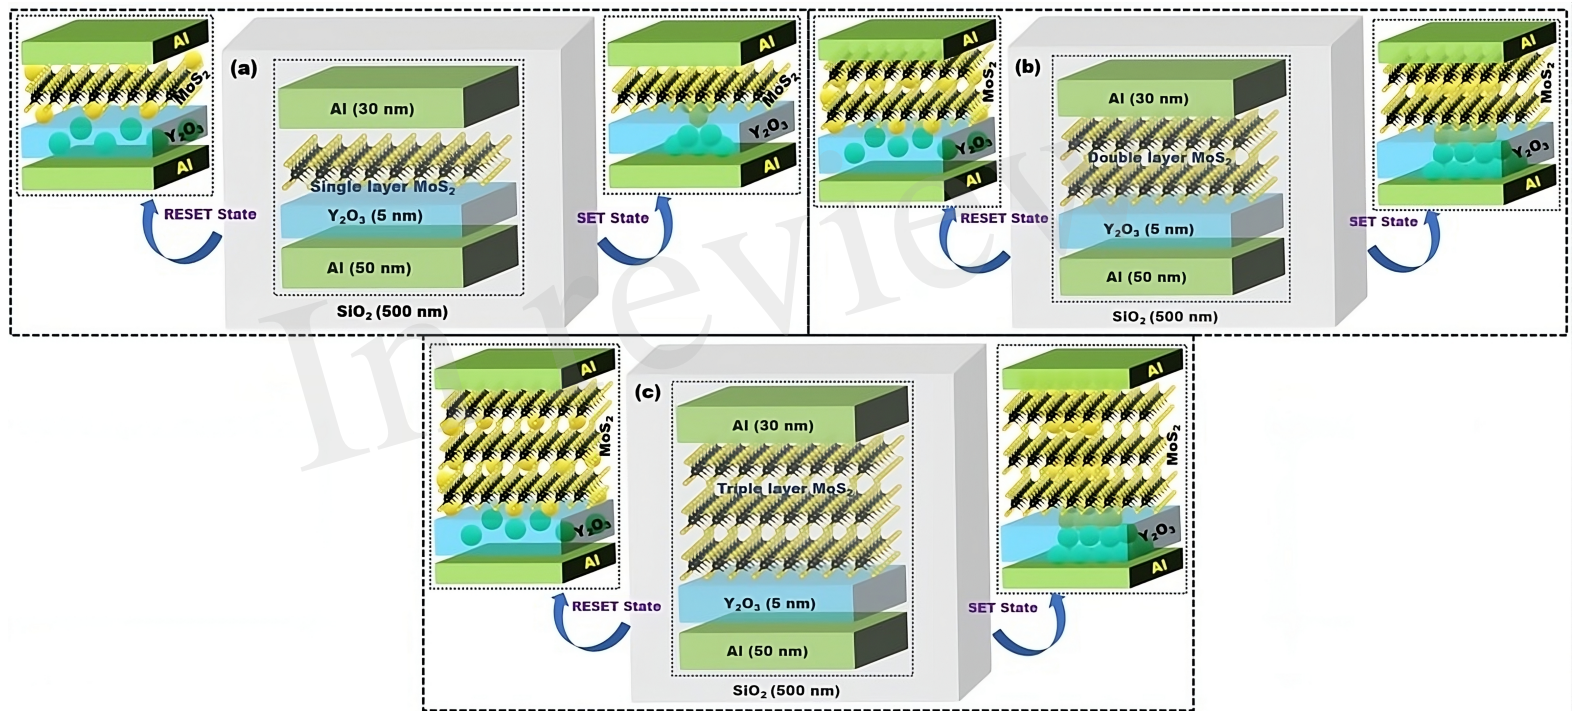 Al
MoS₂
Y₂O₃
Al
RESET State
(a)
Al (30 nm)
Single layer MoS₂
Y₂O₃ (5 nm)
Al (50 nm)
SiO₂ (500 nm)
SET State
Al
MoS₂
Y₂O₃
Al
Al
MoS₂
Y₂O₃
Al
RESET State
(b)
Al (30 nm)
Double layer MoS₂
Y₂O₃ (5 nm)
Al (50 nm)
SiO₂ (500 nm)
SET State
Al
MoS₂
Y₂O₃
Al
Al
MoS₂
Y₂O₃
Al
RESET State
(c)
Al (30 nm)
Triple layer MoS₂
Y₂O₃ (5 nm)
Al (50 nm)
SiO₂ (500 nm)
SET State
Al
MoS₂
Y₂O₃
Al
In review